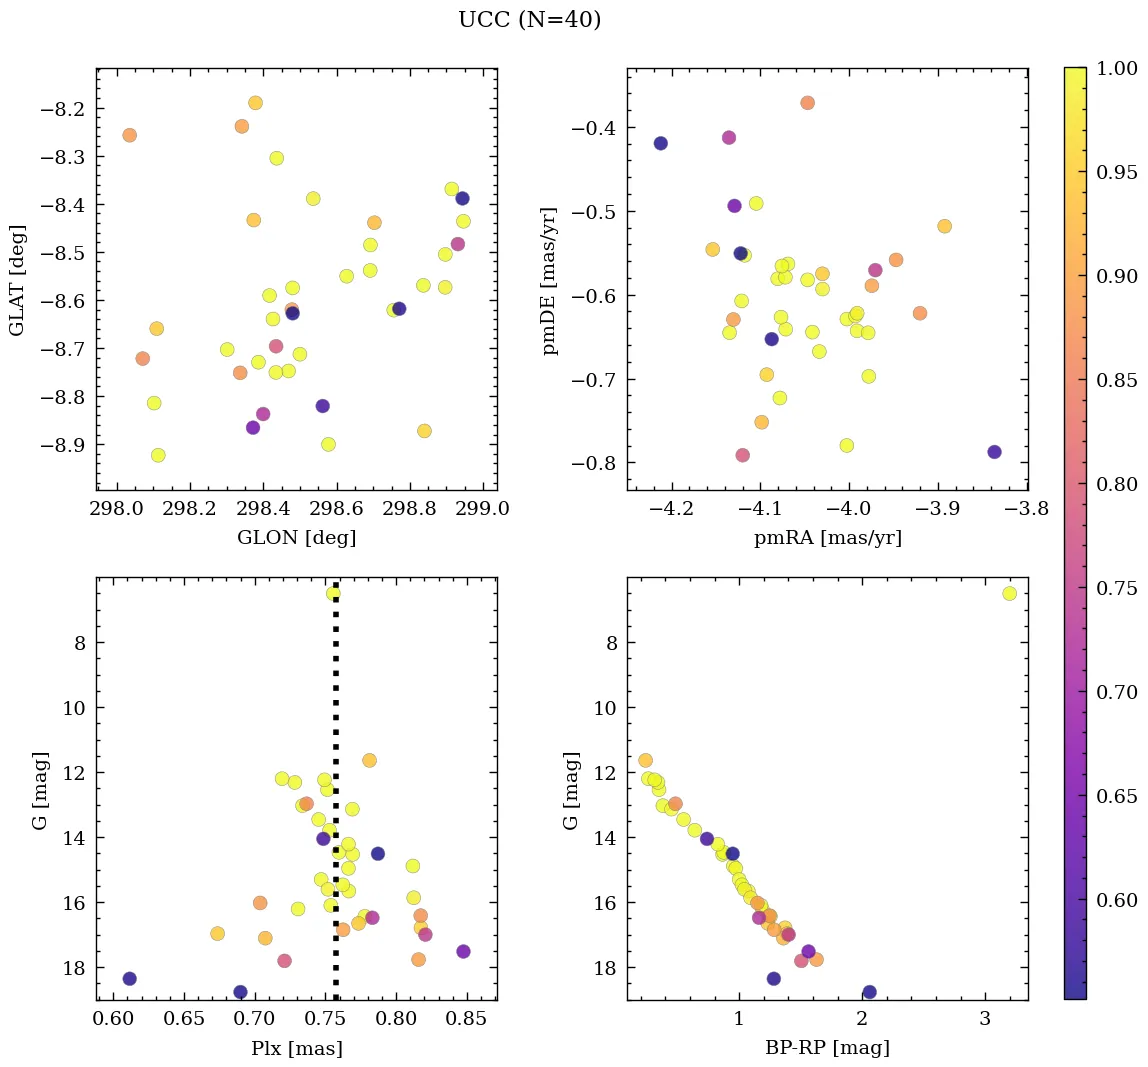 UCC (N=40)
−8.2
−8.3
−8.4
−8.5
−8.6
−8.7
−8.8
−8.9
GLAT [deg]
298.0 298.2 298.4 298.6 298.8 299.0
GLON [deg]
−0.4
−0.5
−0.6
−0.7
−0.8
pmDE [mas/yr]
−4.2 −4.1 −4.0 −3.9 −3.8
pmRA [mas/yr]
8
10
12
14
16
18
G [mag]
0.60 0.65 0.70 0.75 0.80 0.85
Plx [mas]
8
10
12
14
16
18
G [mag]
1 2 3
BP-RP [mag]
1.00
0.95
0.90
0.85
0.80
0.75
0.70
0.65
0.60